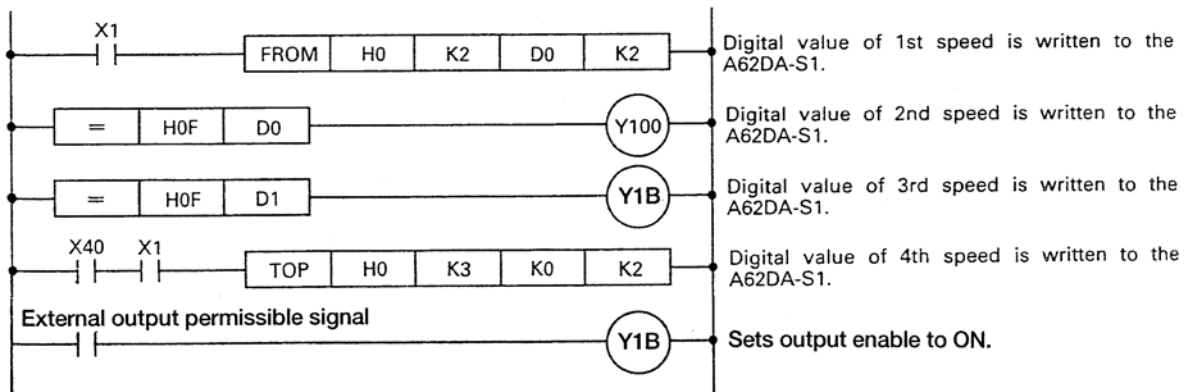 X1
FROM H0 K2 D0 K2
Digital value of 1st speed is written to the
A62DA-S1.
= H0F D0 Y100
Digital value of 2nd speed is written to the
A62DA-S1.
= H0F D1 Y1B
Digital value of 3rd speed is written to the
A62DA-S1.
X40 X1
TOP H0 K3 K0 K2
Digital value of 4th speed is written to the
A62DA-S1.
External output permissible signal
Y1B Sets output enable to ON.